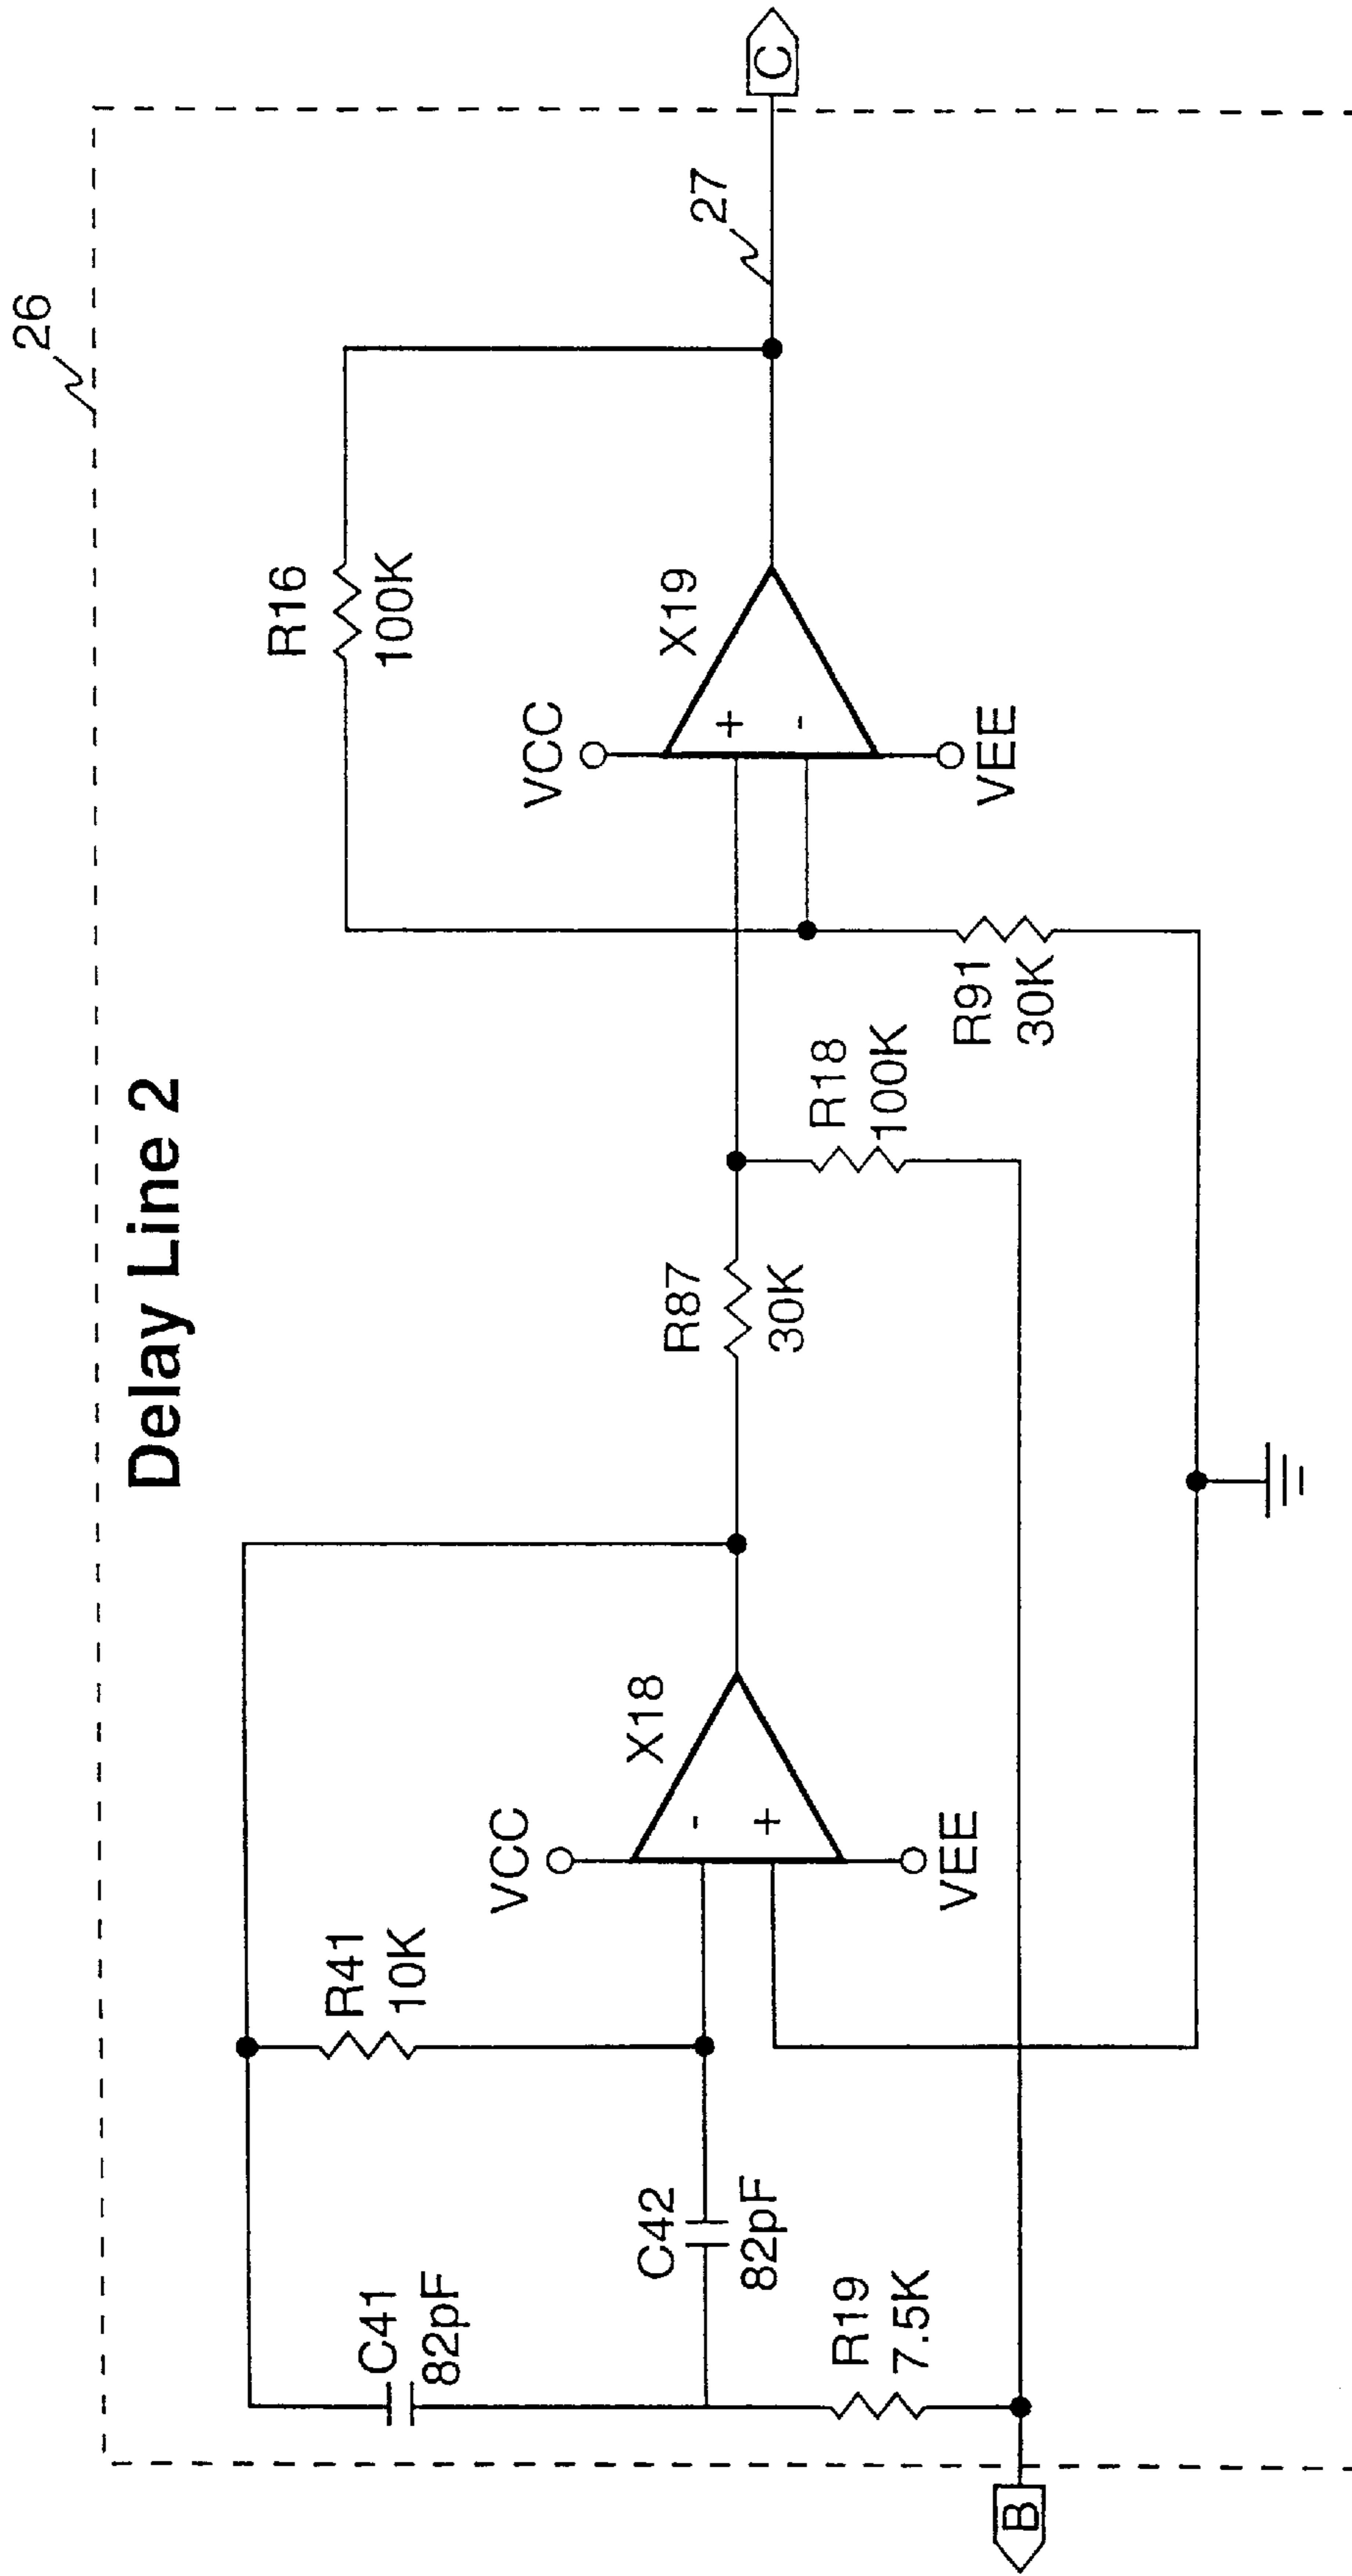 26
Delay Line 2
R16
100K
27
C
VCC
X19
+
-
VEE
R91
30K
R18
100K
R87
30K
X18
VCC
-
+
VEE
R41
10K
C41
82pF
C42
82pF
R19
7.5K
B